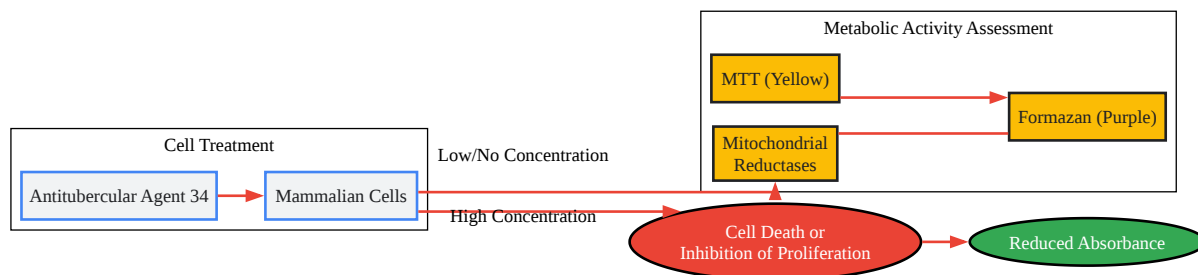 Metabolic Activity Assessment
MTT (Yellow)
Formazan (Purple)
Mitochondrial
Reductases
Cell Treatment
Antitubercular Agent 34
Mammalian Cells
Low/No Concentration
High Concentration
Cell Death or
Inhibition of Proliferation
Reduced Absorbance